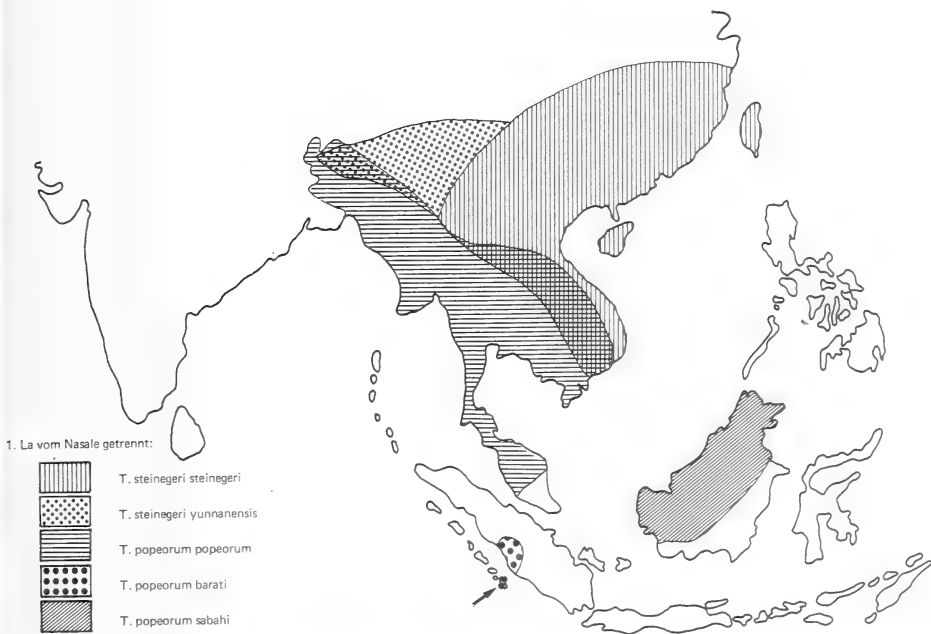 1. La vom Nasale getrennt:
T. steinegeri steinegeri
T. steinegeri yunnanensis
T. popeorum popeorum
T. popeorum barati
T. popeorum sabahi